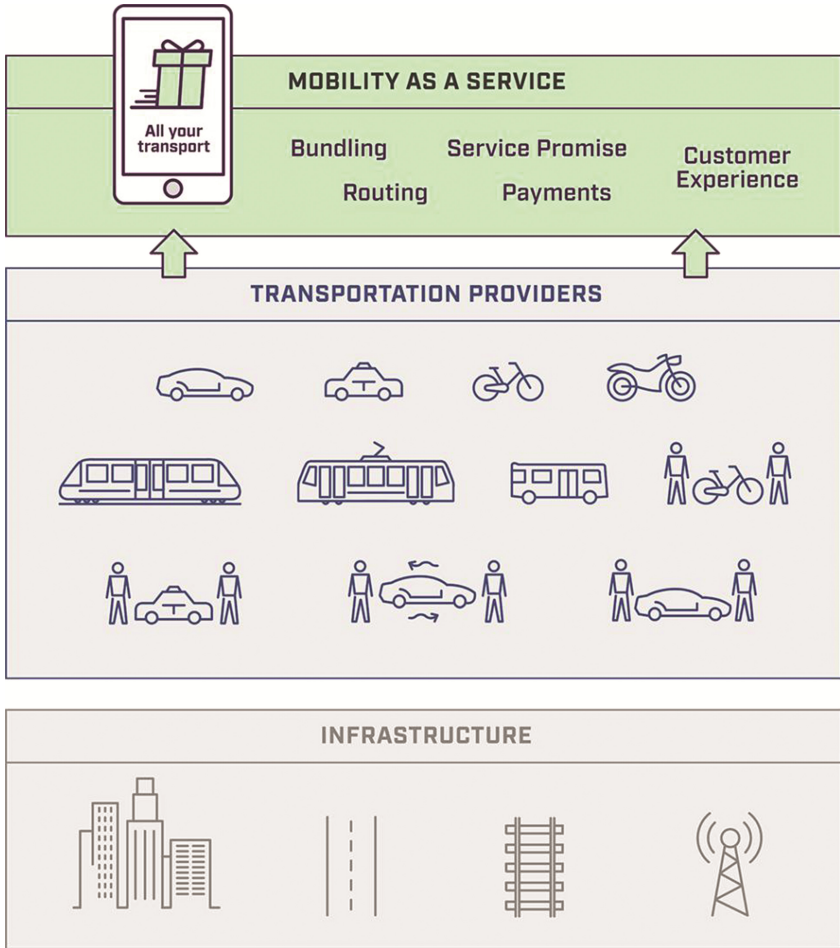 MOBILITY AS A SERVICE
All your
transport
Bundling
Service Promise
Customer
Experience
Routing
Payments
TRANSPORTATION PROVIDERS
T
T
INFRASTRUCTURE